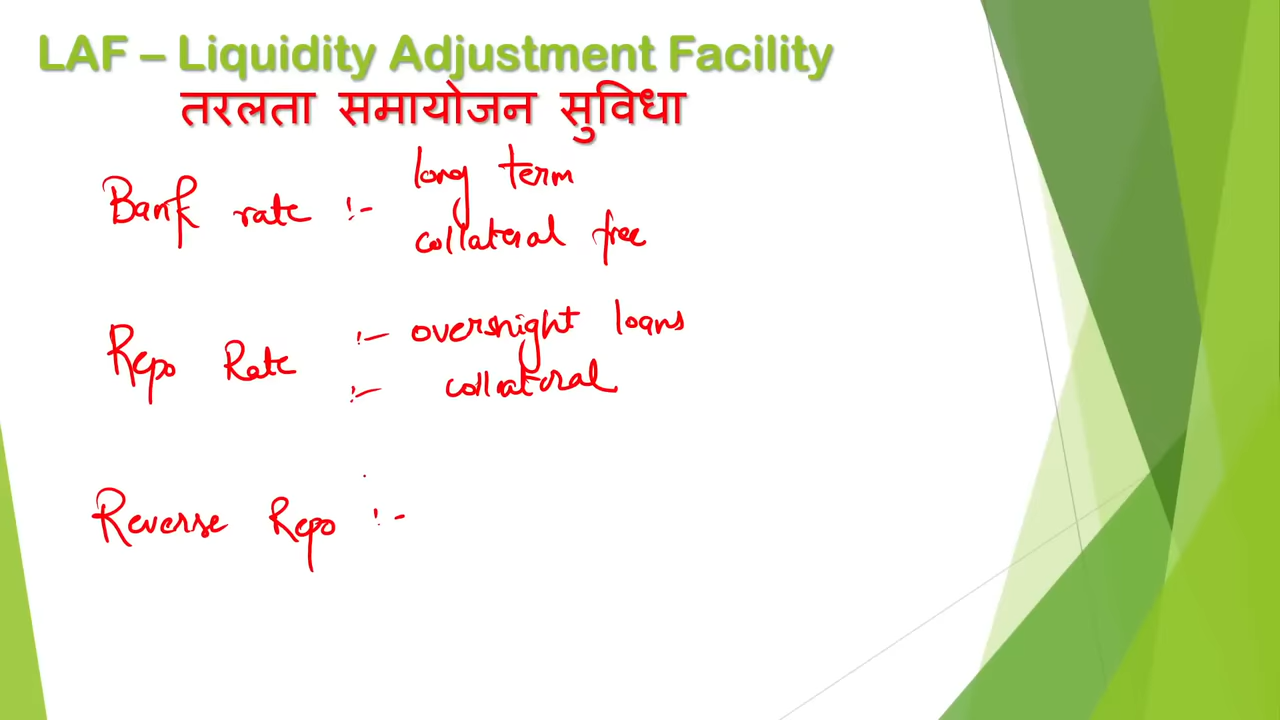 LAF – Liquidity Adjustment Facility
तरलता समायोजन सुविधा
Bank rate :- long term
collateral free
Repo Rate :- overnight loans
:- collateral
Reverse Repo :-